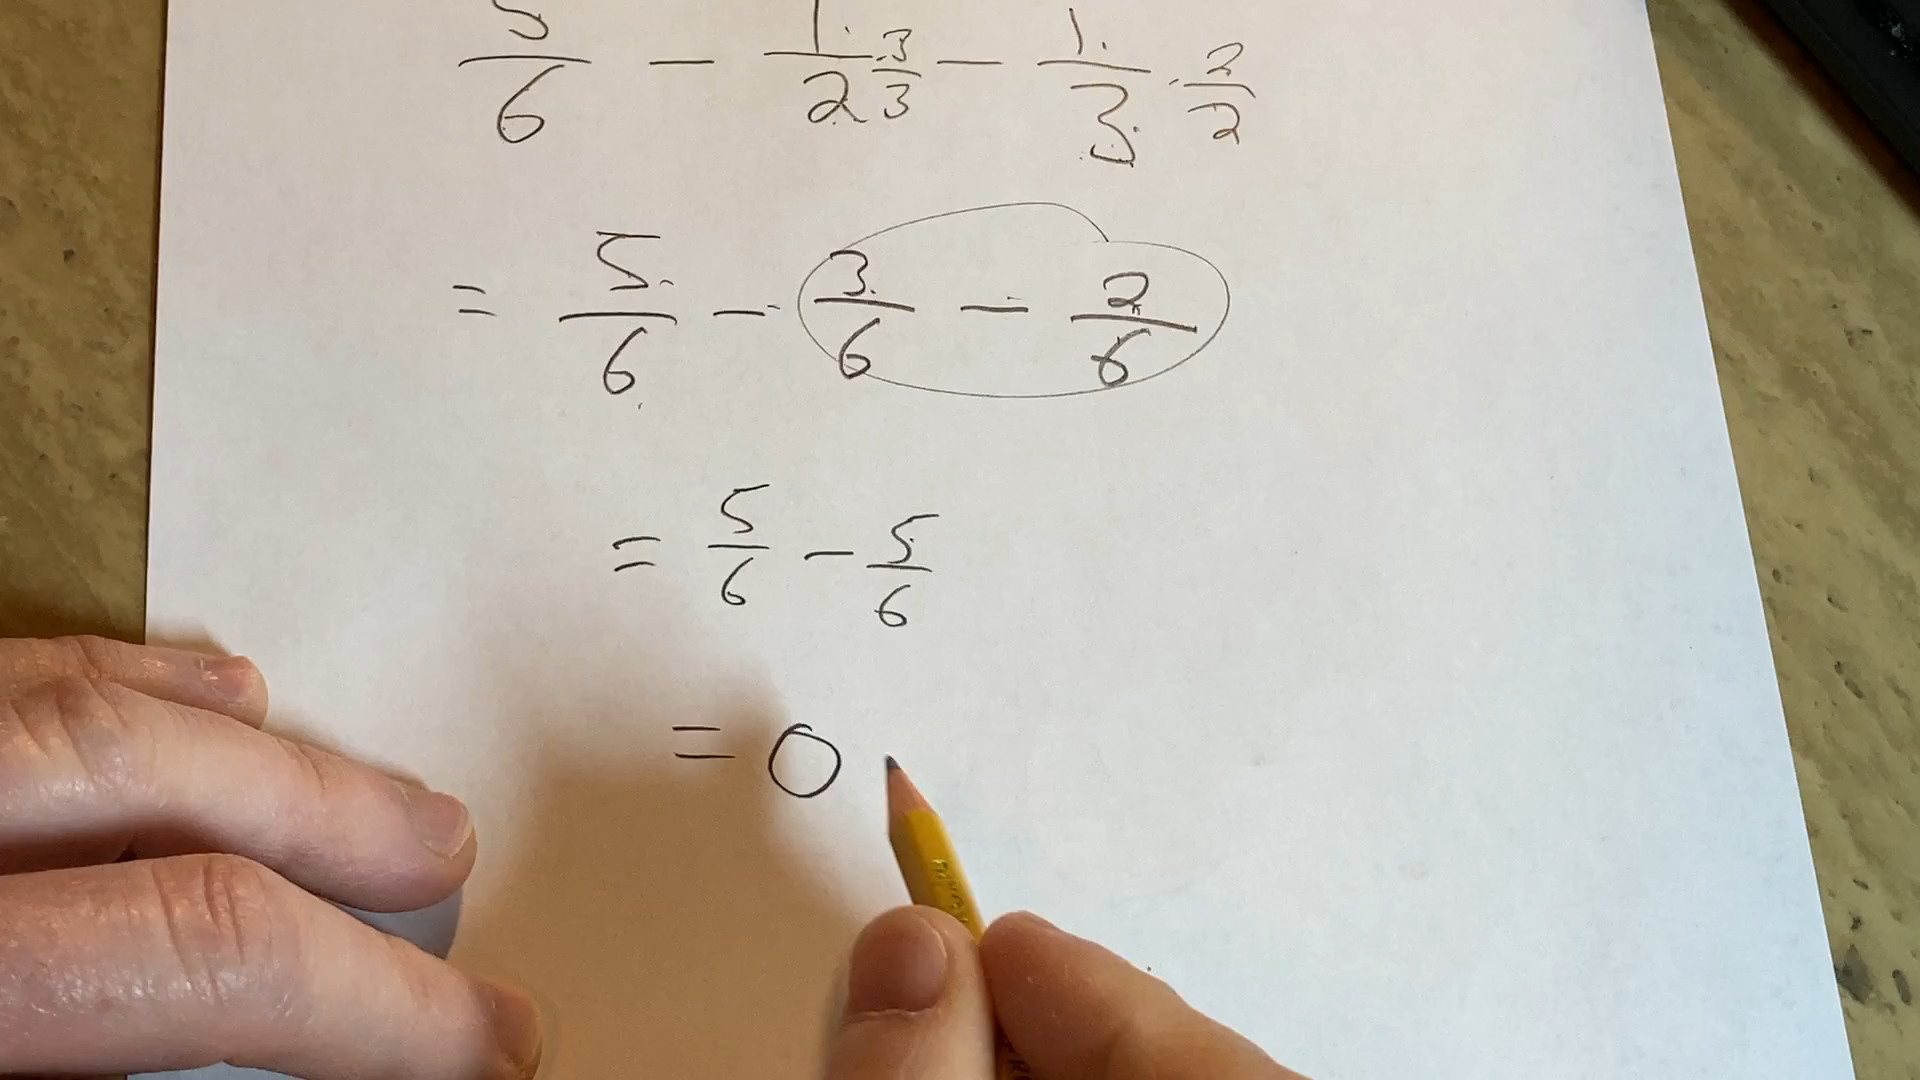 5/6 - 1/2 · 3/3 - 1/3 · 2/2
= 5/6 - 3/6 - 2/6
= 5/6 - 5/6
= 0